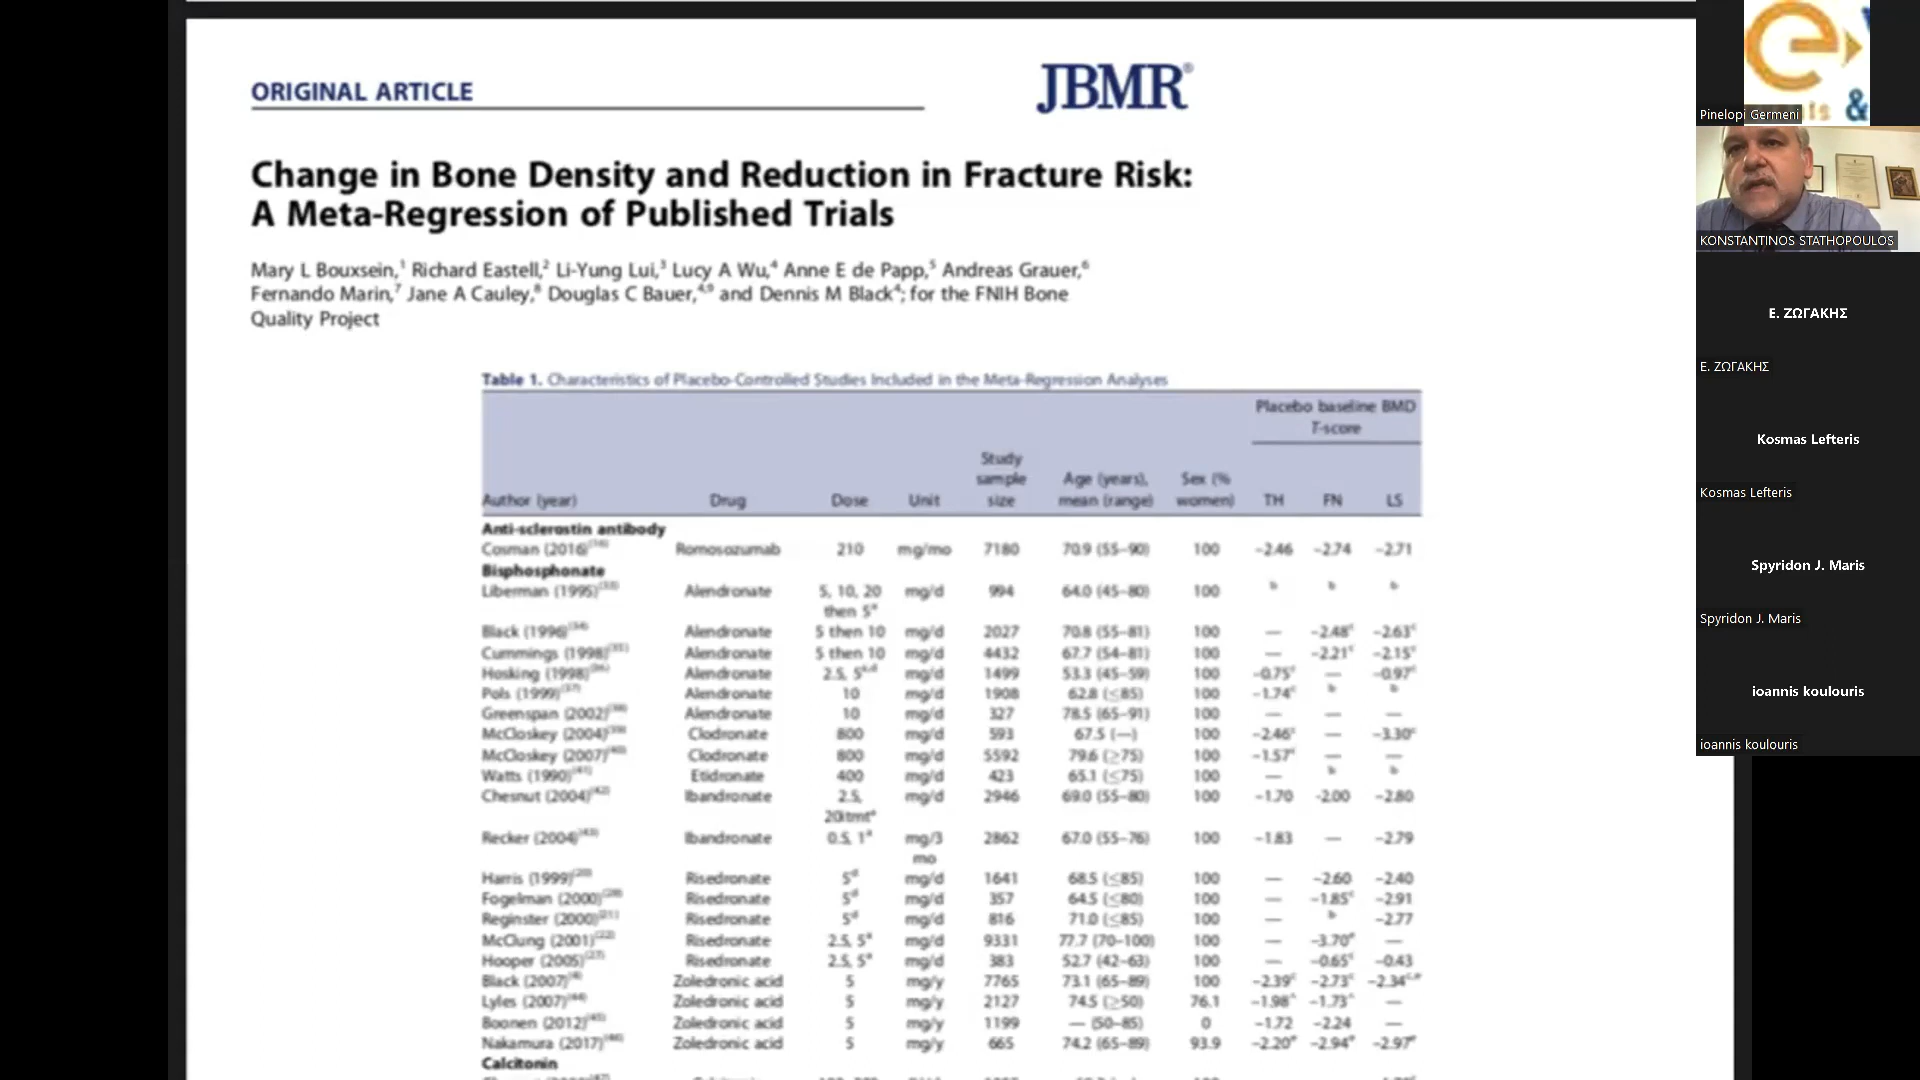 ORIGINAL ARTICLE
JBMR®
Change in Bone Density and Reduction in Fracture Risk:
A Meta-Regression of Published Trials
Mary L Bouxsein,1 Richard Eastell,2 Li-Yung Lui,3 Lucy A Wu,4 Anne E de Papp,5 Andreas Grauer,6
Fernando Marin,7 Jane A Cauley,8 Douglas C Bauer,4,9 and Dennis M Black4; for the FNIH Bone
Quality Project
Table 1. Characteristics of Placebo-Controlled Studies Included in the Meta-Regression Analyses
Placebo baseline BMD
T-score
Study
sample
size
Age (years),
mean (range)
Sex (%
women)
Author (year) Drug Dose Unit TH FN LS
Anti-sclerostin antibody
Cosman (2016) Romosozumab 210 mg/mo 7180 70.9 (55–90) 100 −2.46 −2.74 −2.71
Bisphosphonate
Liberman (1995) Alendronate 5, 10, 20 mg/d 994 64.0 (45–80) 100 b b b
then 5
Black (1996) Alendronate 5 then 10 mg/d 2027 70.8 (55–81) 100 — −2.48 −2.63
Cummings (1998) Alendronate 5 then 10 mg/d 4432 67.7 (54–81) 100 — −2.21 −2.15
Hosking (1998) Alendronate 2.5, 5 mg/d 1499 53.3 (45–59) 100 −0.75 — −0.97
Pols (1999) Alendronate 10 mg/d 1908 62.8 (≤85) 100 −1.74 b b
Greenspan (2002) Alendronate 10 mg/d 327 78.5 (65–91) 100 — — —
McCloskey (2004) Clodronate 800 mg/d 593 67.5 (—) 100 −2.46 — −3.30
McCloskey (2007) Clodronate 800 mg/d 5592 79.6 (≥75) 100 −1.57 — —
Watts (1990) Etidronate 400 mg/d 423 65.1 (≤75) 100 — b b
Chesnut (2004) Ibandronate 2.5, mg/d 2946 69.0 (55–80) 100 −1.70 -2.00 −2.80
20itmt
Recker (2004) Ibandronate 0.5, 1 mg/3 2862 67.0 (55–76) 100 −1.83 — −2.79
mo
Harris (1999) Risedronate 5 mg/d 1641 68.5 (≤85) 100 — −2.60 −2.40
Fogelman (2000) Risedronate 5 mg/d 357 64.5 (≤80) 100 — −1.85 −2.91
Reginster (2000) Risedronate 5 mg/d 816 71.0 (≤85) 100 — b −2.77
McClung (2001) Risedronate 2.5, 5 mg/d 9331 77.7 (70–100) 100 — −3.70 —
Hooper (2005) Risedronate 2.5, 5 mg/d 383 52.7 (42–63) 100 — −0.65 −0.43
Black (2007) Zoledronic acid 5 mg/y 7765 73.1 (65–89) 100 −2.39 −2.73 −2.34
Lyles (2007) Zoledronic acid 5 mg/y 2127 74.5 (≥50) 76.1 −1.98 −1.73 —
Boonen (2012) Zoledronic acid 5 mg/y 1199 — (50–85) 0 −1.72 −2.24 —
Nakamura (2017) Zoledronic acid 5 mg/y 665 74.2 (65–89) 93.9 −2.20 −2.94 −2.97
Calcitonin
Pinelopi Germeni
&
KONSTANTINOS STATHOPOULOS
Ε. ΖΩΓΑΚΗΣ
Ε. ΖΩΓΑΚΗΣ
Kosmas Lefteris
Kosmas Lefteris
Spyridon J. Maris
Spyridon J. Maris
ioannis koulouris
ioannis koulouris